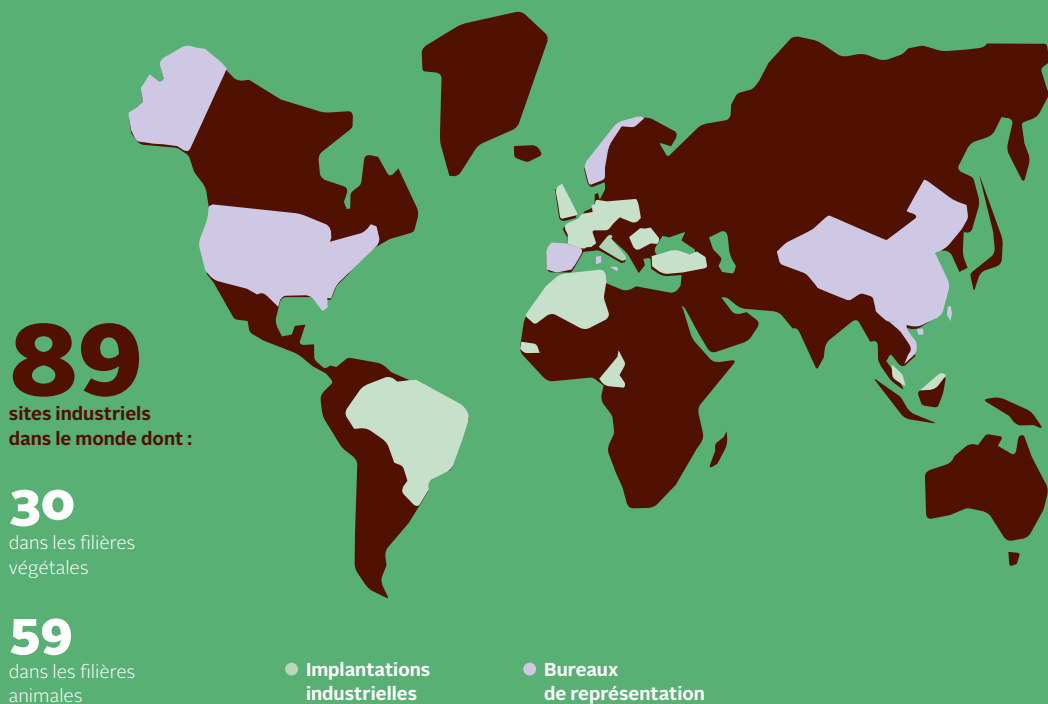 89
sites industriels
dans le monde dont :
30
dans les filières
végétales
59
dans les filières
animales
Implantations
industrielles
Bureaux
de représentation